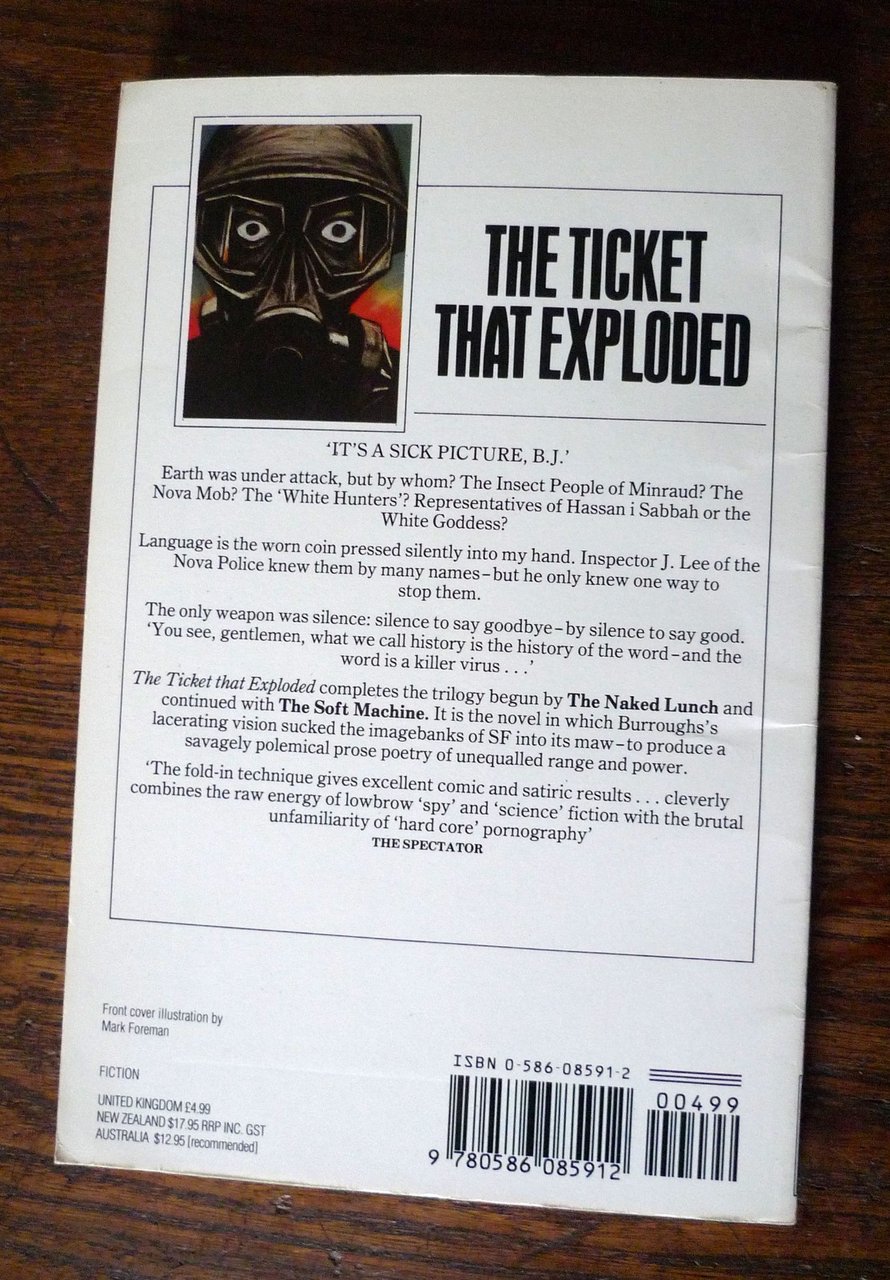 THE TICKET
THAT EXPLODED
‘IT’S A SICK PICTURE, B.J.’
Earth was under attack, but by whom? The Insect People of Minraud? The
Nova Mob? The ‘White Hunters’? Representatives of Hassan i Sabbah or the
White Goddess?
Language is the worn coin pressed silently into my hand. Inspector J. Lee of the
Nova Police knew them by many names–but he only knew one way to
stop them.
The only weapon was silence: silence to say goodbye–by silence to say good.
‘You see, gentlemen, what we call history is the history of the word–and the
word is a killer virus . . .’
The Ticket that Exploded completes the trilogy begun by The Naked Lunch and
continued with The Soft Machine. It is the novel in which Burroughs’s
lacerating vision sucked the imagebanks of SF into its maw–to produce a
savagely polemical prose poetry of unequalled range and power.
‘The fold-in technique gives excellent comic and satiric results . . . cleverly
combines the raw energy of lowbrow ‘spy’ and ‘science’ fiction with the brutal
unfamiliarity of ‘hard core’ pornography’
THE SPECTATOR
Front cover illustration by
Mark Foreman
FICTION
UNITED KINGDOM £4.99
NEW ZEALAND $17.95 RRP INC. GST
AUSTRALIA $12.95 [recommended]
ISBN 0-586-08591-2
00499
9 780586 085912